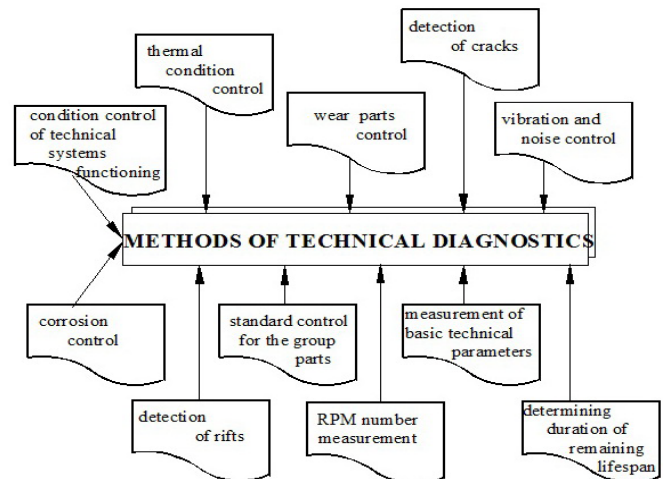 thermal
condition
control
detection
of cracks
condition control
of technical
systems
functioning
wear parts
control
vibration and
noise control
METHODS OF TECHNICAL DIAGNOSTICS
corrosion
control
standard control
for the group
parts
measurement of
basic technical
parameters
detection
of rifts
RPM number
measurement
determining
duration of
remaining
lifespan